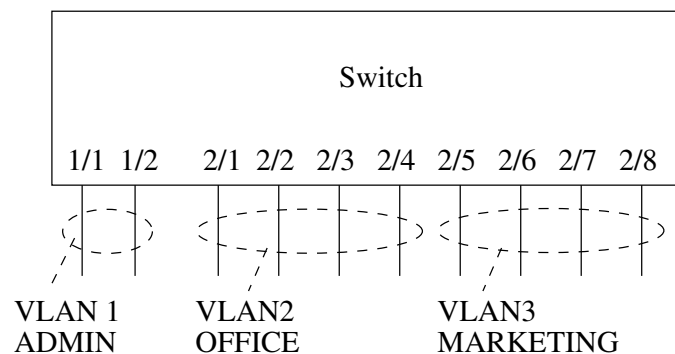 Switch
1/1 1/2 2/1 2/2 2/3 2/4 2/5 2/6 2/7 2/8
VLAN 1
ADMIN
VLAN2
OFFICE
VLAN3
MARKETING